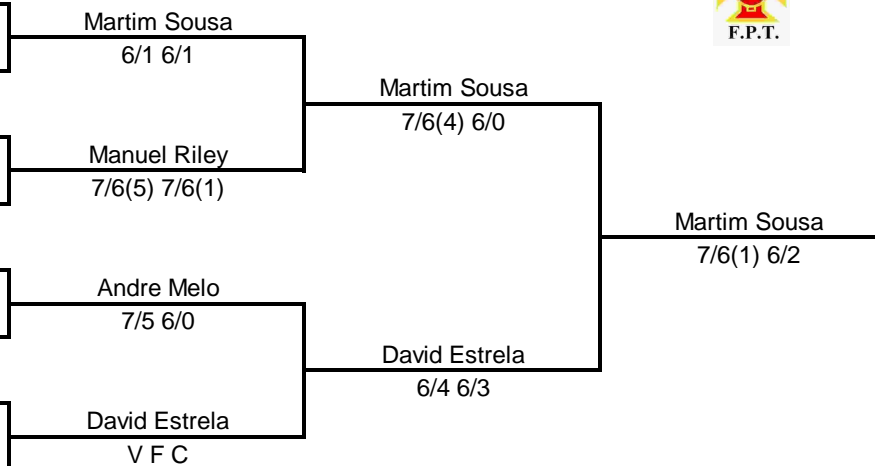 F.P.T.
Martim Sousa
6/1 6/1
Martim Sousa
7/6(4) 6/0
Manuel Riley
7/6(5) 7/6(1)
Martim Sousa
7/6(1) 6/2
Andre Melo
7/5 6/0
David Estrela
6/4 6/3
David Estrela
V F C